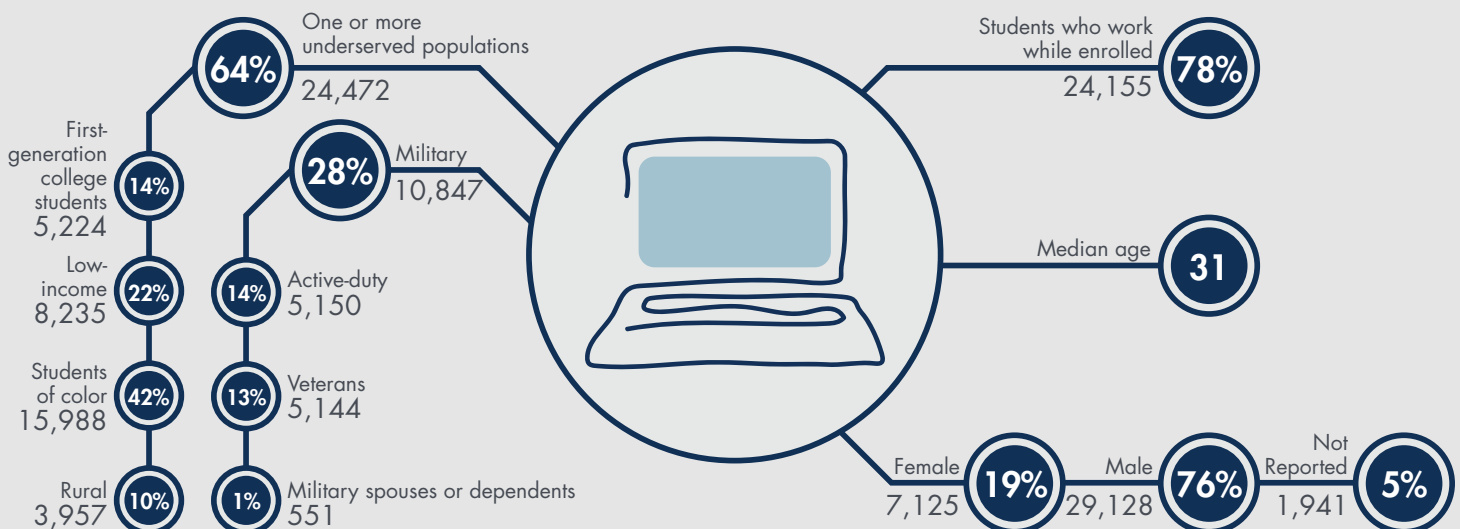 One or more
underserved populations
64%
24,472
First-
generation
college
students
5,224
14%
Low-
income
8,235
22%
Students
of color
15,988
42%
Rural
3,957
10%
28%
Military
10,847
14%
Active-duty
5,150
13%
Veterans
5,144
1%
Military spouses or dependents
551
Students who work
while enrolled
24,155
78%
Median age
31
Female
7,125
19%
Male
29,128
76%
Not
Reported
1,941
5%